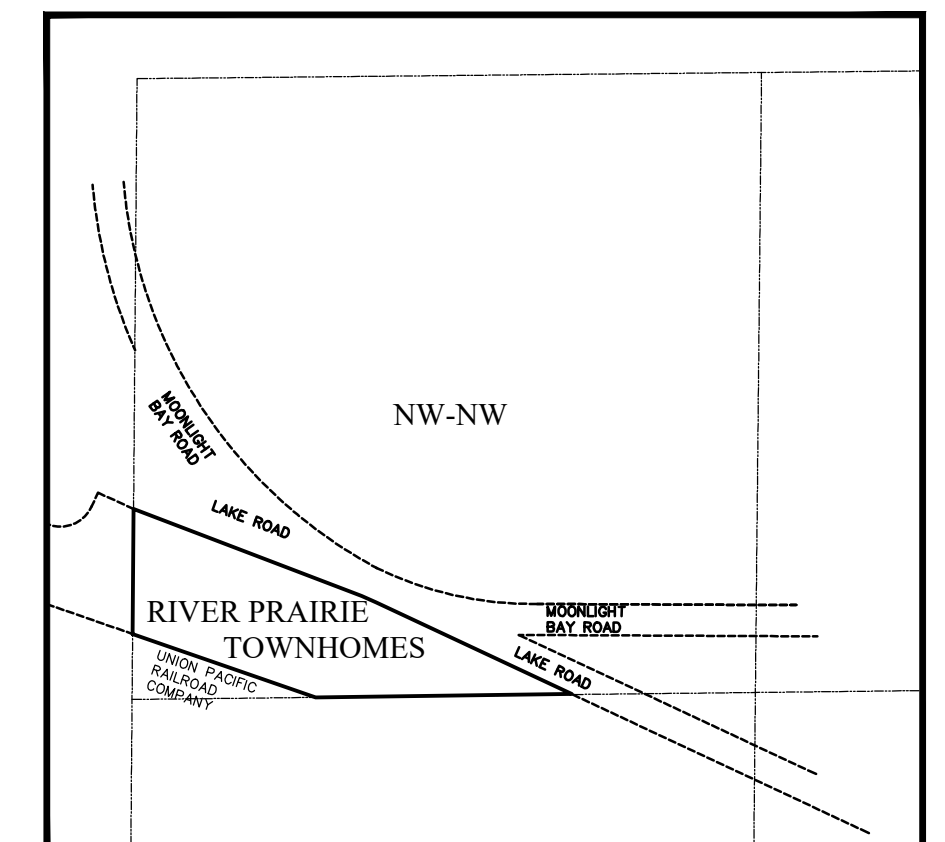 NW-NW
MOONLIGHT
BAY ROAD
LAKE ROAD
RIVER PRAIRIE
TOWNHOMES
MOONLIGHT
BAY ROAD
LAKE ROAD
UNION PACIFIC
RAILROAD
COMPANY